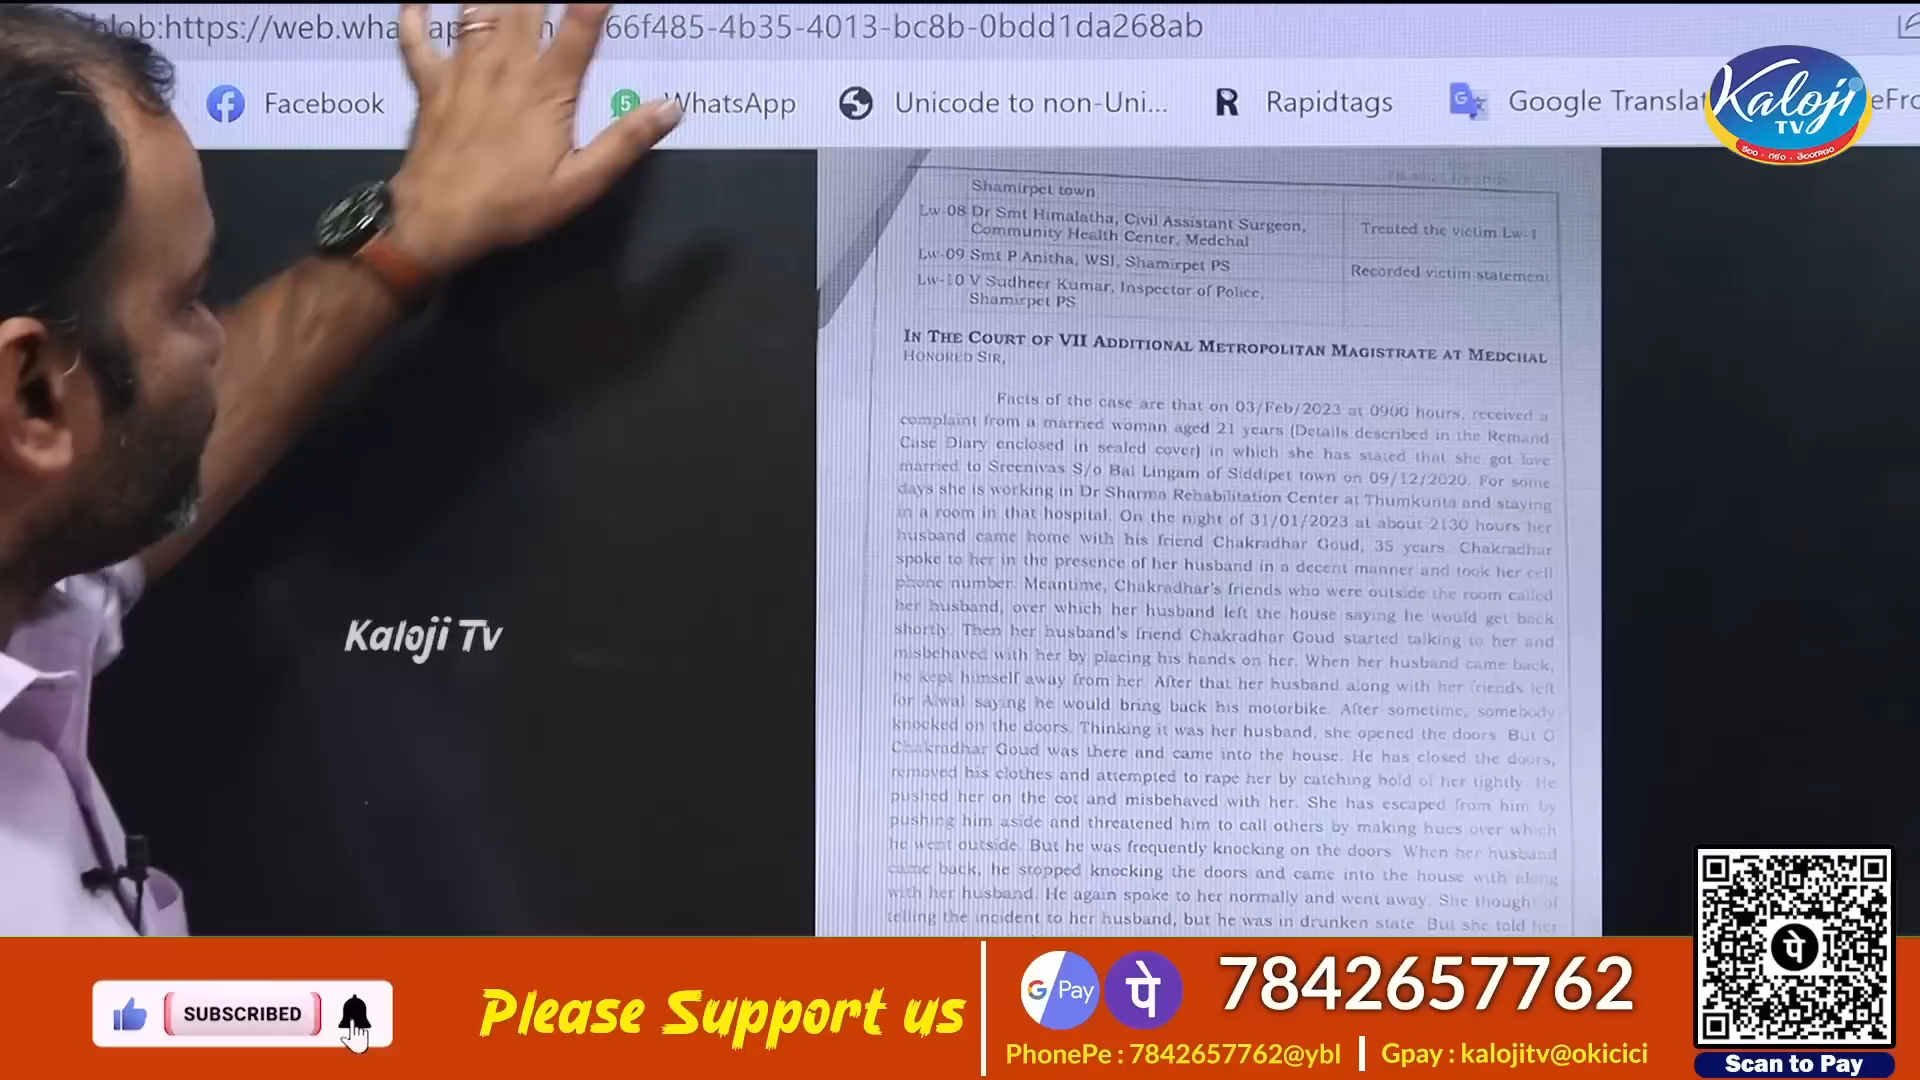 blob:https://web.wha
ap
66f485-4b35-4013-bc8b-0bdd1da268ab
Facebook
5
WhatsApp
Unicode to non-Uni...
R
Rapidtags
Google Translat
eFro
Kaloji
TV
Shamirpet town
Lw-08 Dr Smt Himalatha, Civil Assistant Surgeon,
Community Health Center, Medchal
Treated the victim Lw-1
Lw-09 Smt P Anitha, WSI, Shamirpet PS
Recorded victim statement
Lw-10 V Sudheer Kumar, Inspector of Police,
Shamirpet PS
IN THE COURT OF VII ADDITIONAL METROPOLITAN MAGISTRATE AT MEDCHAL
HONORED SIR,
Facts of the case are that on 03/Feb/2023 at 0900 hours, received a
complaint from a married woman aged 21 years (Details described in the Remand
Case Diary enclosed in sealed cover) in which she has stated that she got love
married to Sreenivas S/o Bal Lingam of Siddipet town on 09/12/2020. For some
days she is working in Dr Sharma Rehabilitation Center at Thumkunta and staying
in a room in that hospital. On the night of 31/01/2023 at about 2130 hours her
husband came home with his friend Chakradhar Goud, 35 years. Chakradhar
spoke to her in the presence of her husband in a decent manner and took her cell
phone number. Meantime, Chakradhar's friends who were outside the room called
her husband, over which her husband left the house saying he would get back
shortly. Then her husband's friend Chakradhar Goud started talking to her and
misbehaved with her by placing his hands on her. When her husband came back,
he kept himself away from her. After that her husband along with her friends left
for Alwal saying he would bring back his motorbike. After sometime, somebody
knocked on the doors. Thinking it was her husband, she opened the doors. But G
Chakradhar Goud was there and came into the house. He has closed the doors,
removed his clothes and attempted to rape her by catching hold of her tightly. He
pushed her on the cot and misbehaved with her. She has escaped from him by
pushing him aside and threatened him to call others by making hues over which
he went outside. But he was frequently knocking on the doors. When her husband
came back, he stopped knocking the doors and came into the house with along
with her husband. He again spoke to her normally and went away. She thought of
telling the incident to her husband, but he was in drunken state. But she told her
Kaloji Tv
SUBSCRIBED
Please Support us
G Pay
पे
7842657762
PhonePe : 7842657762@ybl
Gpay : kalojitv@okicici
पे
Scan to Pay